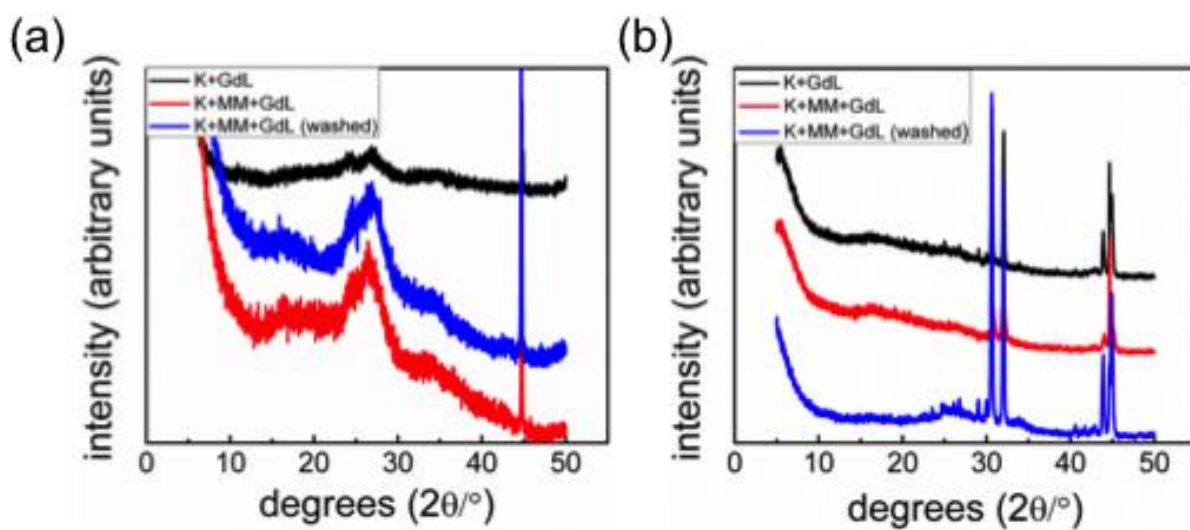 (a)
intensity (arbitrary units)
K+GdL
K+MM+GdL
K+MM+GdL (washed)
0 10 20 30 40 50
degrees (2θ/°)
(b)
intensity (arbitrary units)
K+GdL
K+MM+GdL
K+MM+GdL (washed)
0 10 20 30 40 50
degrees (2θ/°)